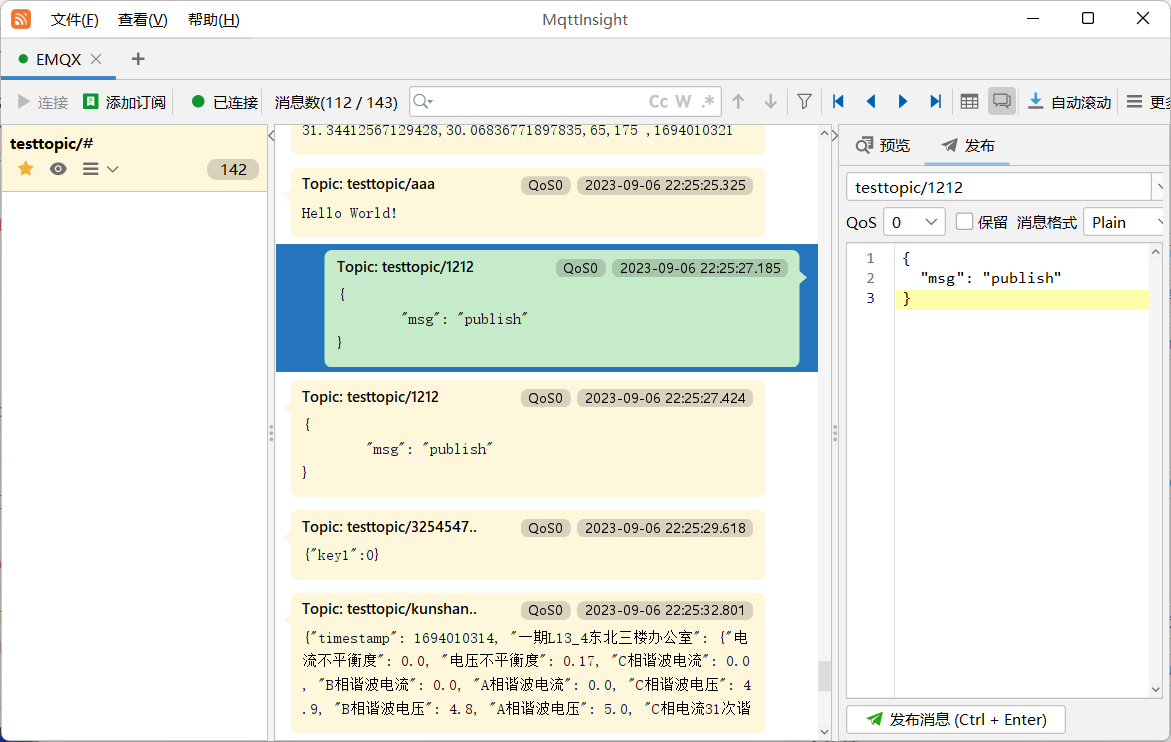 文件(F) 查看(V) 帮助(H) MqttInsight
EMQX
连接 添加订阅 已连接 消息数(112 / 143) Cc W .* 自动滚动
testtopic/#
142
31.34412567129428,30.06836771897835,65,175 ,1694010321
Topic: testtopic/aaa QoS0 2023-09-06 22:25:25.325
Hello World!
Topic: testtopic/1212 QoS0 2023-09-06 22:25:27.185
{
"msg": "publish"
}
Topic: testtopic/1212 QoS0 2023-09-06 22:25:27.424
{
"msg": "publish"
}
Topic: testtopic/3254547.. QoS0 2023-09-06 22:25:29.618
{"key1":0}
Topic: testtopic/kunshan.. QoS0 2023-09-06 22:25:32.801
{"timestamp": 1694010314, "一期L13_4东北三楼办公室": {"电
流不平衡度": 0.0, "电压不平衡度": 0.17, "C相谐波电流": 0.0
, "B相谐波电流": 0.0, "A相谐波电流": 0.0, "C相谐波电压": 4
.9, "B相谐波电压": 4.8, "A相谐波电压": 5.0, "C相电流31次谐
预览 发布
testtopic/1212
QoS 0 保留 消息格式 Plain
1 {
2 "msg": "publish"
3 }
发布消息 (Ctrl + Enter)